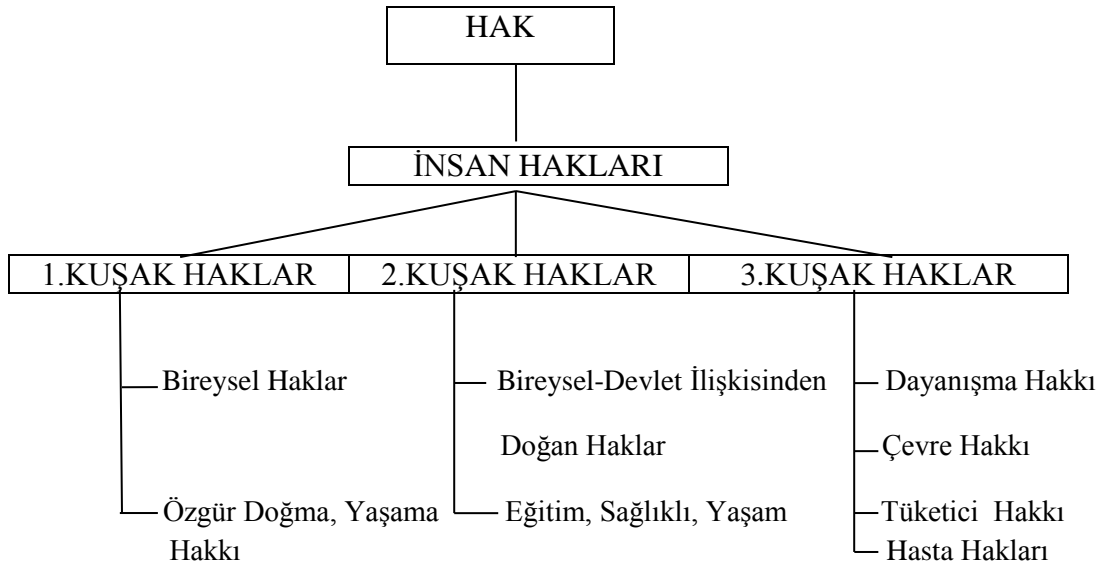 HAK
İNSAN HAKLARI
1.KUŞAK HAKLAR
2.KUŞAK HAKLAR
3.KUŞAK HAKLAR
Bireysel Haklar
Özgür Doğma, Yaşama
Hakkı
Bireysel-Devlet İlişkisinden
Doğan Haklar
Eğitim, Sağlıklı, Yaşam
Dayanışma Hakkı
Çevre Hakkı
Tüketici Hakkı
Hasta Hakları